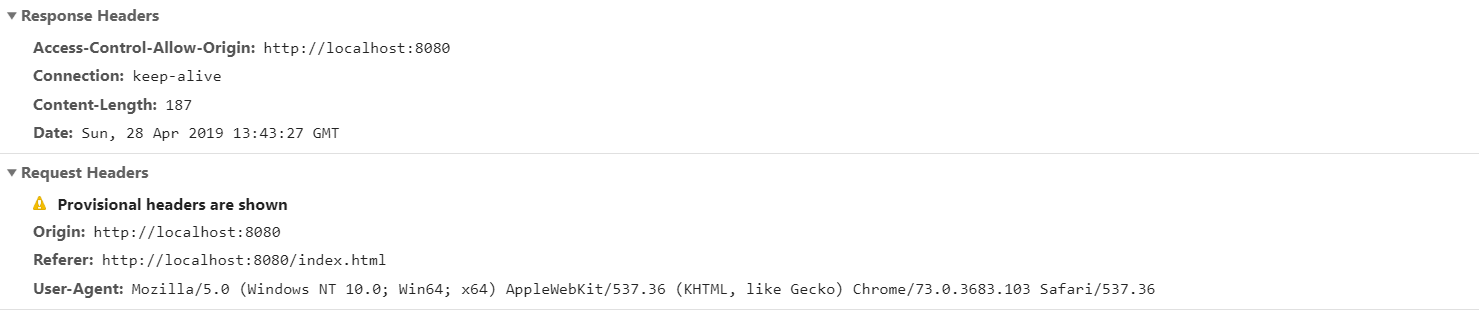 Response Headers
Access-Control-Allow-Origin: http://localhost:8080
Connection: keep-alive
Content-Length: 187
Date: Sun, 28 Apr 2019 13:43:27 GMT
Request Headers
Provisional headers are shown
Origin: http://localhost:8080
Referer: http://localhost:8080/index.html
User-Agent: Mozilla/5.0 (Windows NT 10.0; Win64; x64) AppleWebKit/537.36 (KHTML, like Gecko) Chrome/73.0.3683.103 Safari/537.36